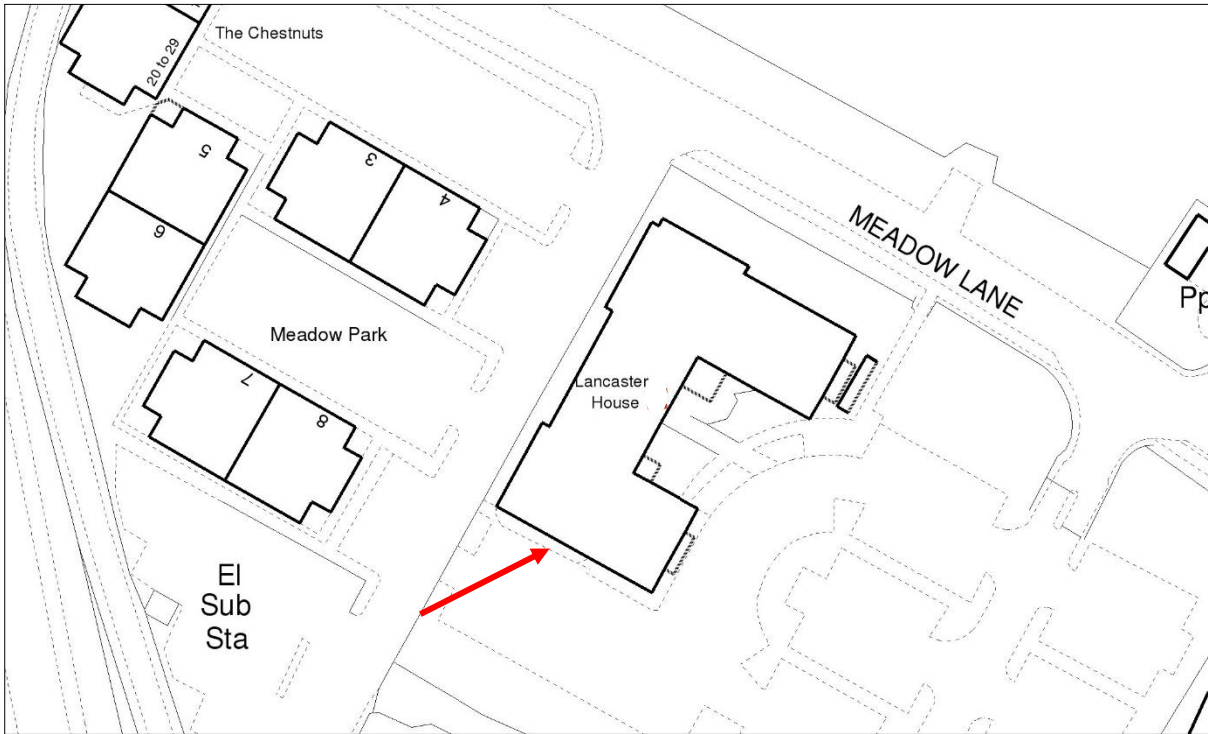 The Chestnuts
20 to 29
5
3
4
6
MEADOW LANE
Meadow Park
Lancaster
House
7
8
El
Sub
Sta